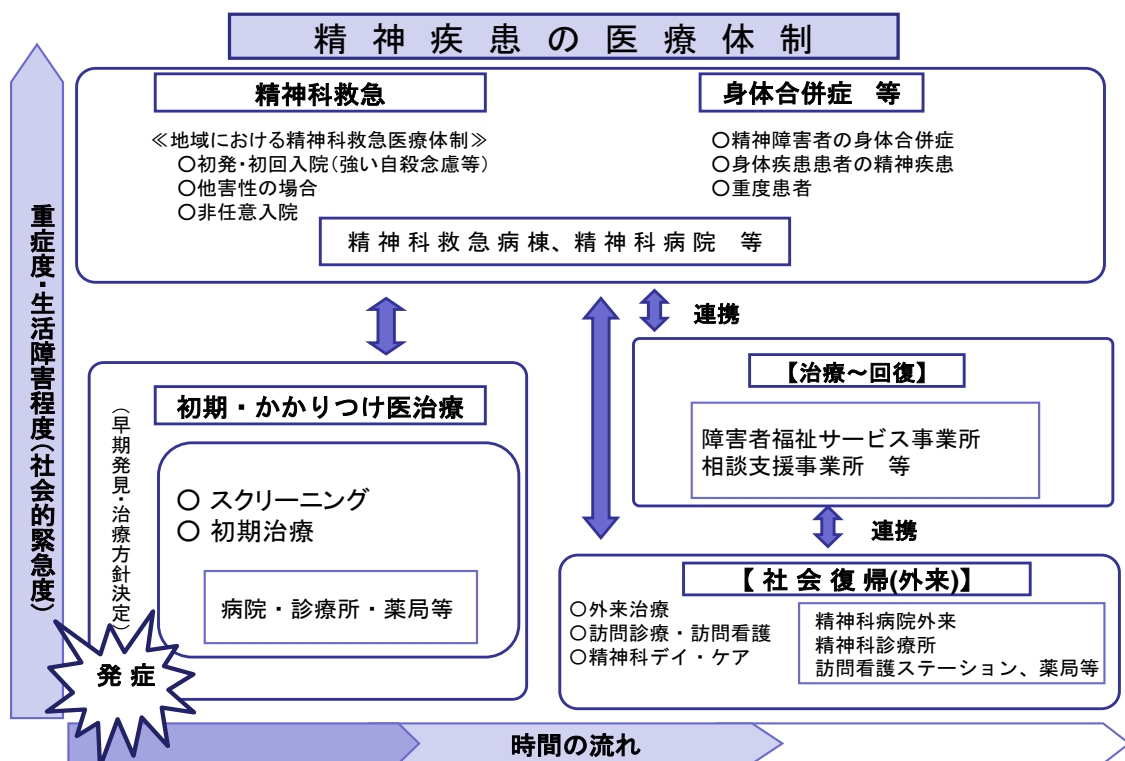 精神疾患の医療体制
精神科救急
≪地域における精神科救急医療体制≫
〇初発・初回入院(強い自殺念慮等)
〇他害性の場合
〇非任意入院
身体合併症　等
〇精神障害者の身体合併症
〇身体疾患患者の精神疾患
〇重度患者
精神科救急病棟、精神科病院　等
重症度・生活障害程度(社会的緊急度)
連携
初期・かかりつけ医治療
(早期発見・治療方針決定)
〇 スクリーニング
〇 初期治療
病院・診療所・薬局等
発症
【治療～回復】
障害者福祉サービス事業所
相談支援事業所　等
連携
【社会復帰(外来)】
〇外来治療
〇訪問診療・訪問看護
〇精神科デイ・ケア
精神科病院外来
精神科診療所
訪問看護ステーション、薬局等
時間の流れ